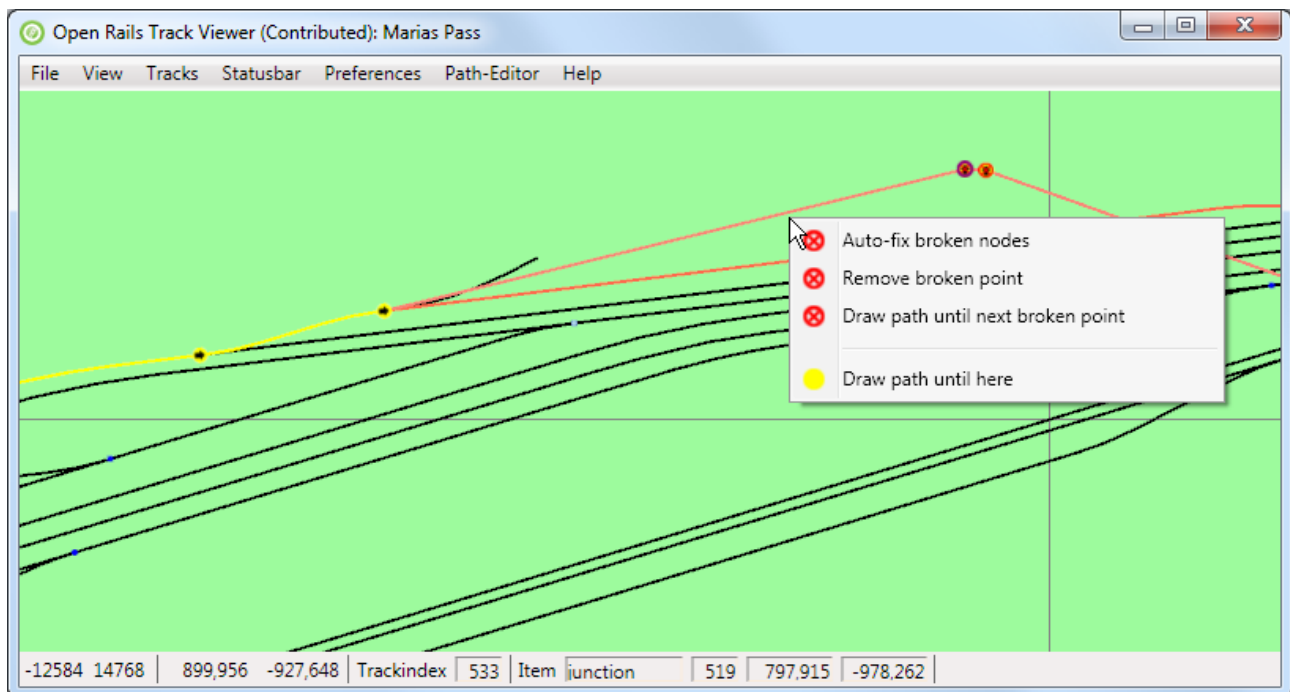 Open Rails Track Viewer (Contributed): Marias Pass
File View Tracks Statusbar Preferences Path-Editor Help
Auto-fix broken nodes
Remove broken point
Draw path until next broken point
Draw path until here
-12584 14768 899,956 -927,648 Trackindex 533 Item junction 519 797,915 -978,262